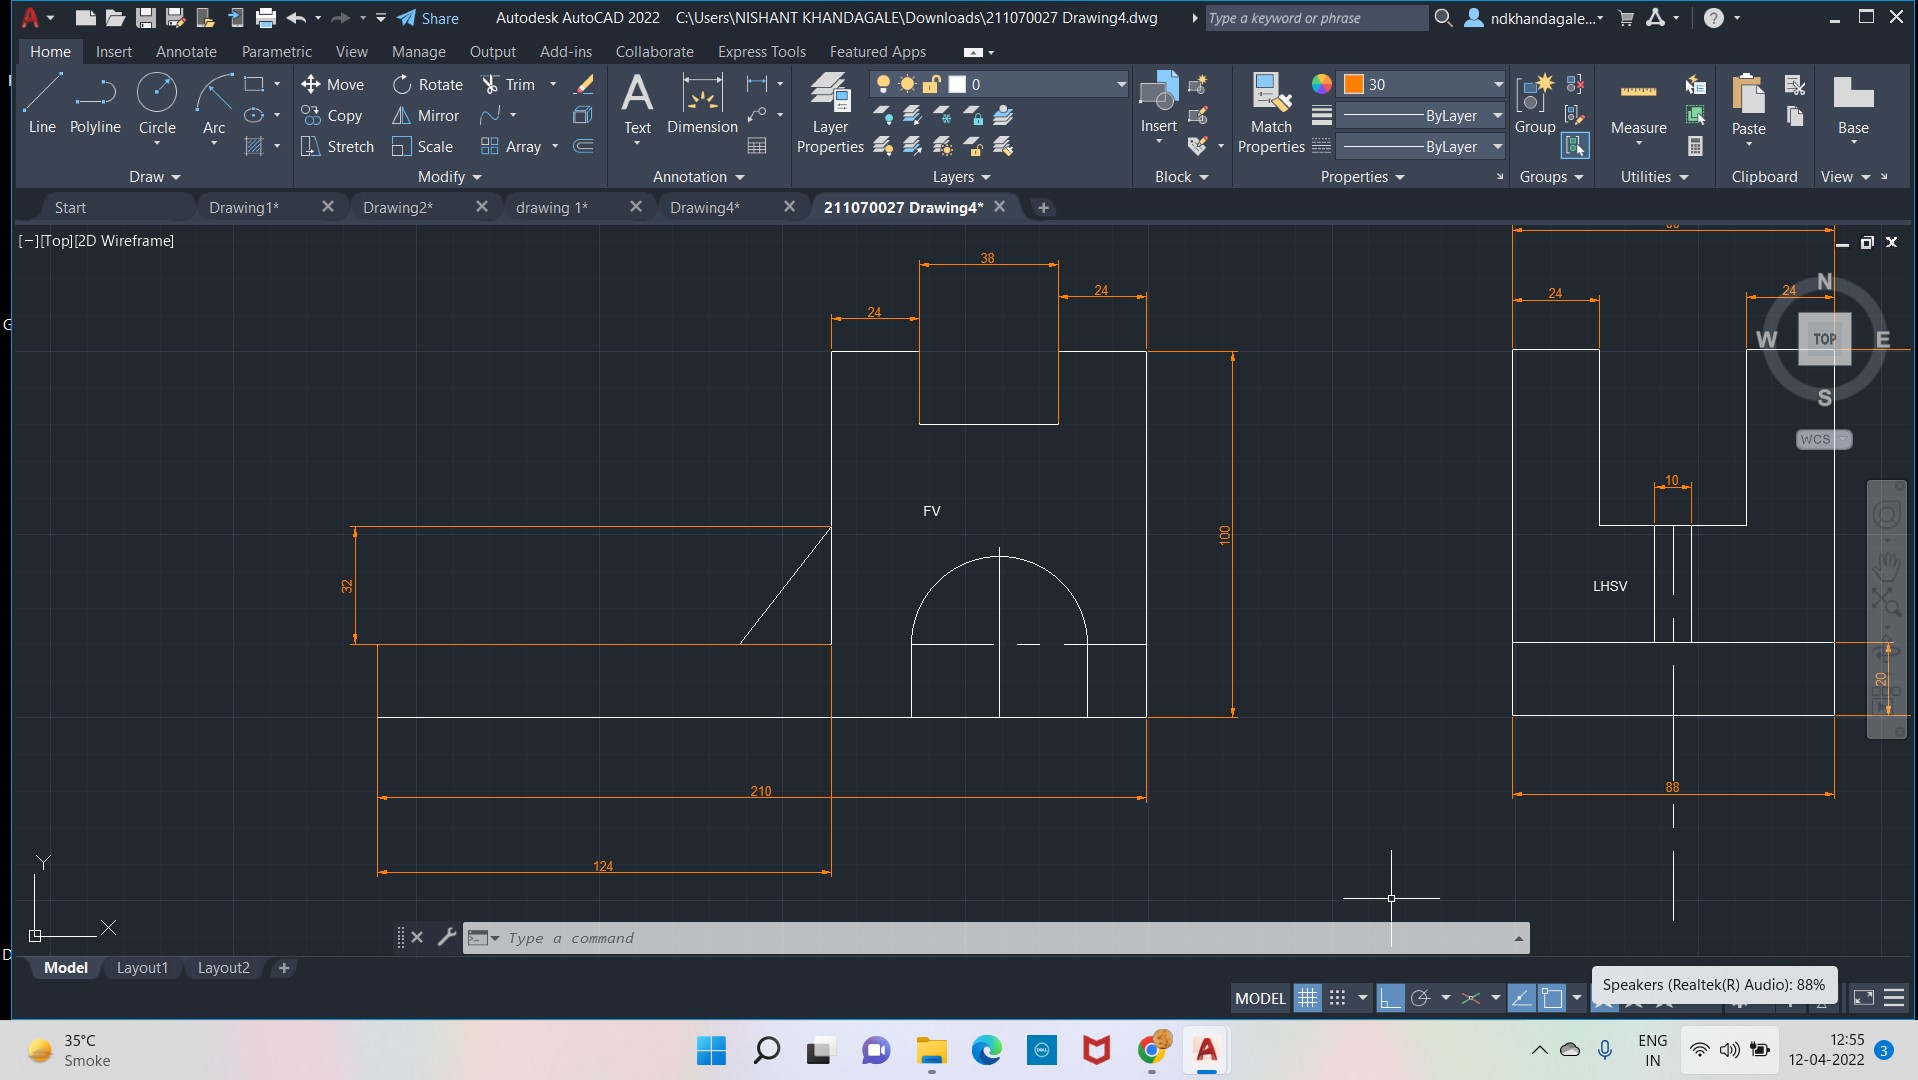 Share
Autodesk AutoCAD 2022 C:\Users\NISHANT KHANDAGALE\Downloads\211070027 Drawing4.dwg
Type a keyword or phrase
ndkhandagale...
Home Insert Annotate Parametric View Manage Output Add-ins Collaborate Express Tools Featured Apps
Line Polyline Circle Arc
Move Rotate Trim
Copy Mirror
Stretch Scale Array
Text Dimension
Layer Properties
0
Insert
Match Properties
30
ByLayer
ByLayer
Group
Measure
Paste
Base
Draw Modify Annotation Layers Block Properties Groups Utilities Clipboard View
Start Drawing1* Drawing2* drawing 1* Drawing4* 211070027 Drawing4*
[−][Top][2D Wireframe]
38
24
24
24
24
N
W TOP E
S
WCS
10
FV
100
32
LHSV
20
210
88
124
Y
X
Type a command
Model Layout1 Layout2
MODEL
Speakers (Realtek(R) Audio): 88%
35°C
Smoke
DELL
ENG
IN
12:55
12-04-2022
3